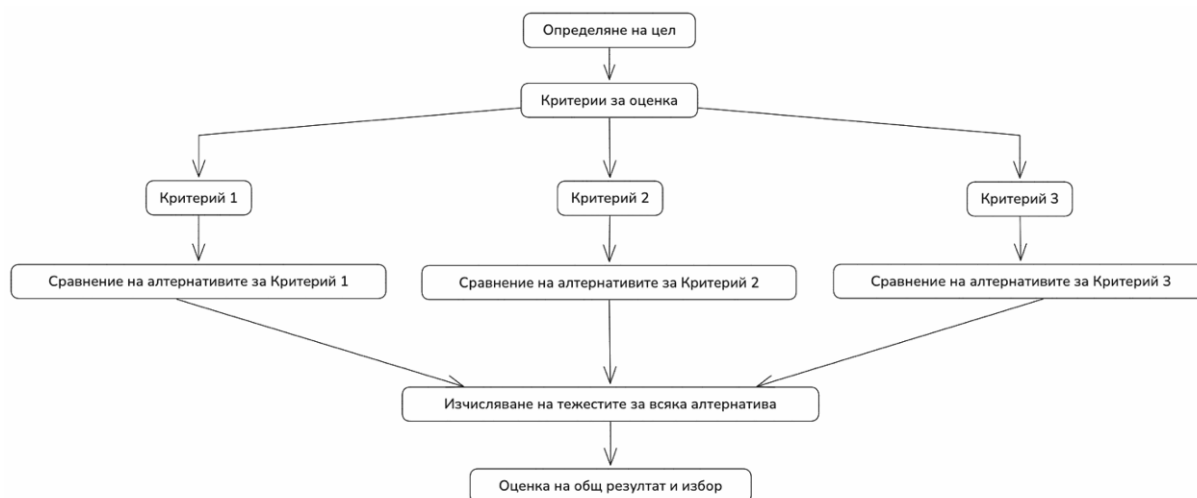 Определяне на цел
Критерии за оценка
Критерий 1
Критерий 2
Критерий 3
Сравнение на алтернативите за Критерий 1
Сравнение на алтернативите за Критерий 2
Сравнение на алтернативите за Критерий 3
Изчисляване на тежестите за всяка алтернатива
Оценка на общ резултат и избор